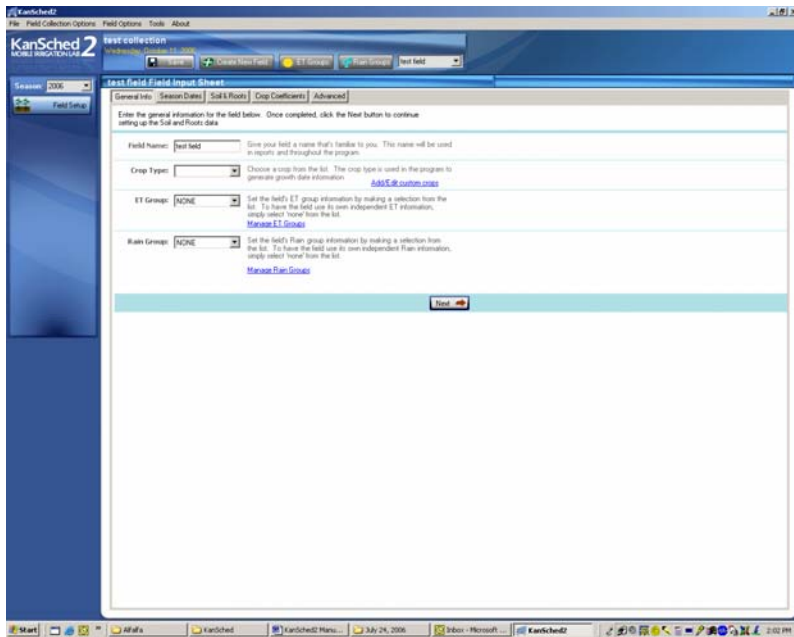 KanSched2
File Field Collection Options Field Options Tools About
KanSched 2
MOBILE IRRIGATION LAB
test collection
Wednesday, October 11, 2006
Save Create New Field ET Groups Rain Groups test field
Season: 2006
Field Setup
test field Field Input Sheet
General Info Season Dates Soil & Roots Crop Coefficients Advanced
Enter the general information for the field below. Once completed, click the Next button to continue
setting up the Soil and Roots data
Field Name: test field
Give your field a name that's familiar to you. This name will be used
in reports and throughout the program.
Crop Type:
Choose a crop from the list. The crop type is used in the program to
generate growth date information
Add/Edit custom crops
ET Group: NONE
Set the field's ET group information by making a selection from the
list. To have the field use its own independent ET information,
simply select 'none' from the list.
Manage ET Groups
Rain Group: NONE
Set the field's Rain group information by making a selection from
the list. To have the field use its own independent Rain information,
simply select 'none' from the list.
Manage Rain Groups
Next
Start Alfalfa KanSched KanSched2 Manu... July 24, 2006 Inbox - Microsoft ... KanSched2 2:02 PM